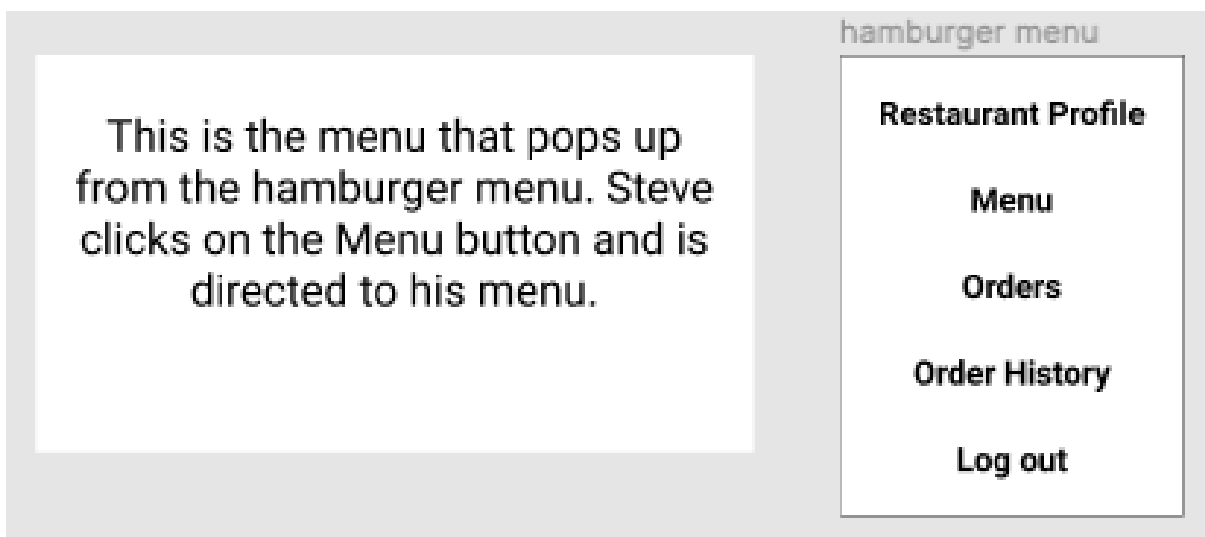 hamburger menu
This is the menu that pops up
from the hamburger menu. Steve
clicks on the Menu button and is
directed to his menu.
Restaurant Profile
Menu
Orders
Order History
Log out